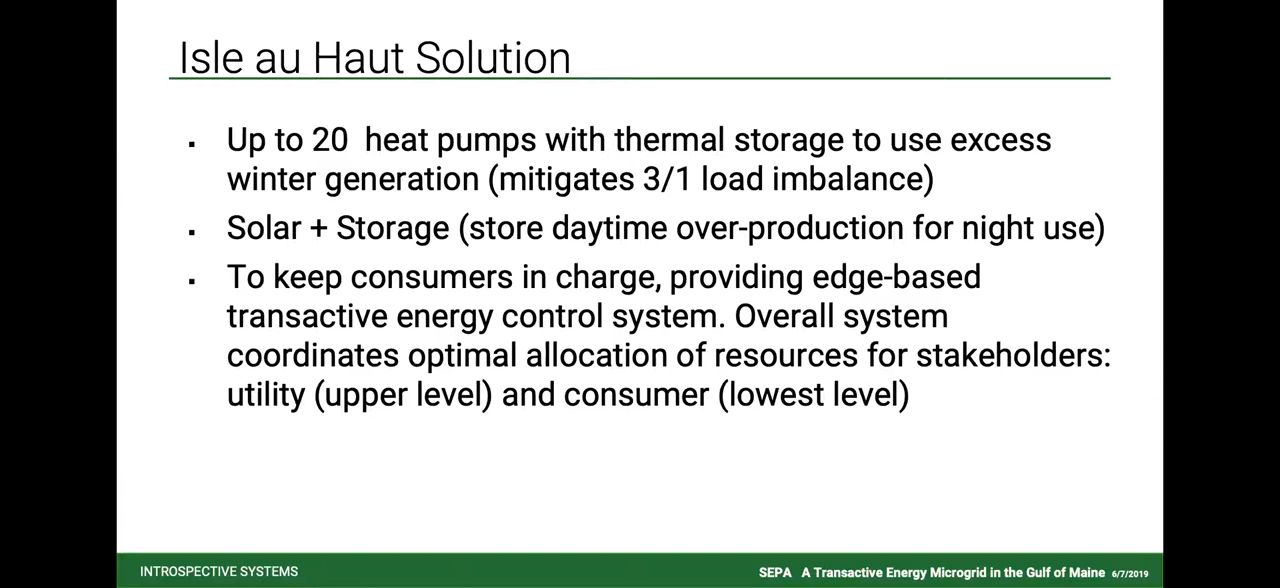 Isle au Haut Solution
▪ Up to 20  heat pumps with thermal storage to use excess
winter generation (mitigates 3/1 load imbalance)
▪ Solar + Storage (store daytime over-production for night use)
▪ To keep consumers in charge, providing edge-based
transactive energy control system. Overall system
coordinates optimal allocation of resources for stakeholders:
utility (upper level) and consumer (lowest level)
INTROSPECTIVE SYSTEMS
SEPA   A Transactive Energy Microgrid in the Gulf of Maine 6/7/2019